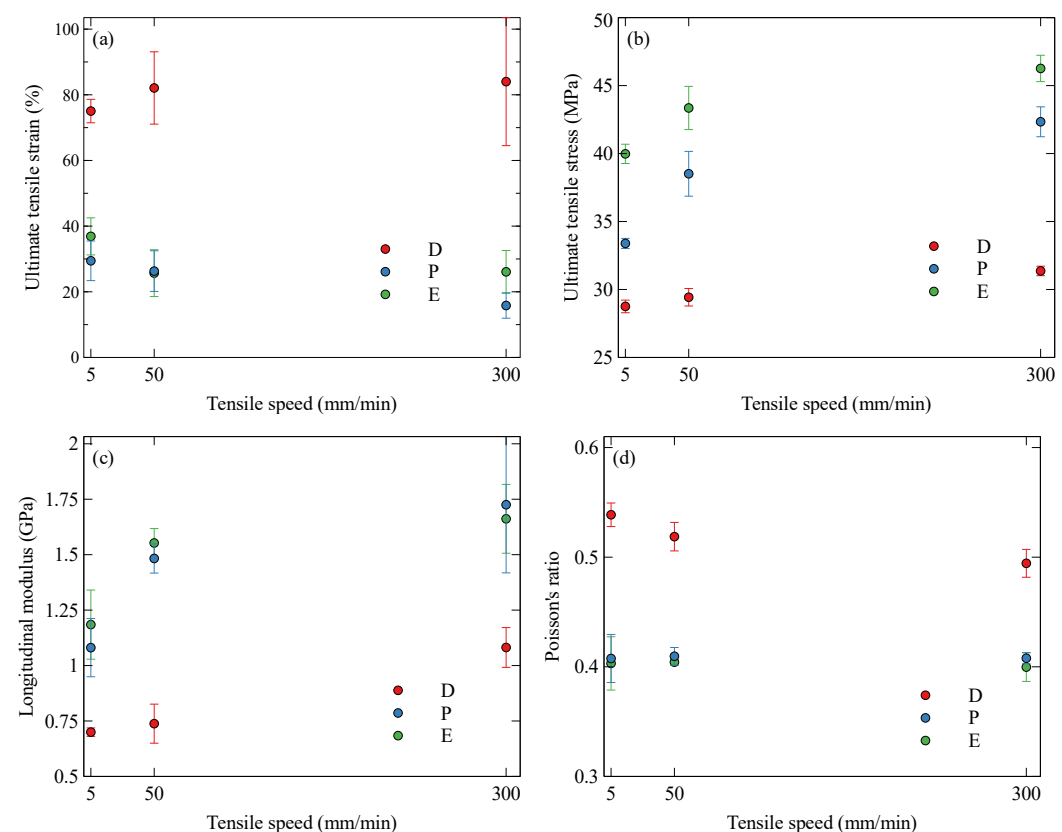 (a)
Ultimate tensile strain (%)
100
80
60
40
20
0
D
P
E
5
50
300
Tensile speed (mm/min)
(b)
Ultimate tensile stress (MPa)
50
45
40
35
30
25
D
P
E
5
50
300
Tensile speed (mm/min)
(c)
Longitudinal modulus (GPa)
2
1.75
1.5
1.25
1
0.75
0.5
D
P
E
5
50
300
Tensile speed (mm/min)
(d)
Poisson's ratio
0.6
0.5
0.4
0.3
D
P
E
5
50
300
Tensile speed (mm/min)